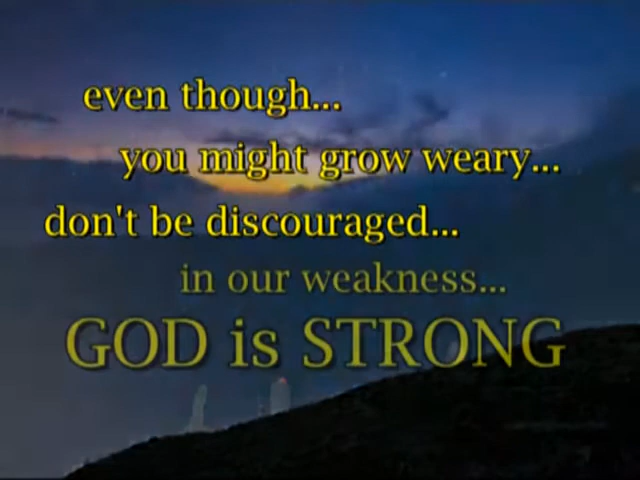 even though...
you might grow weary...
don't be discouraged...
in our weakness...
GOD is STRONG